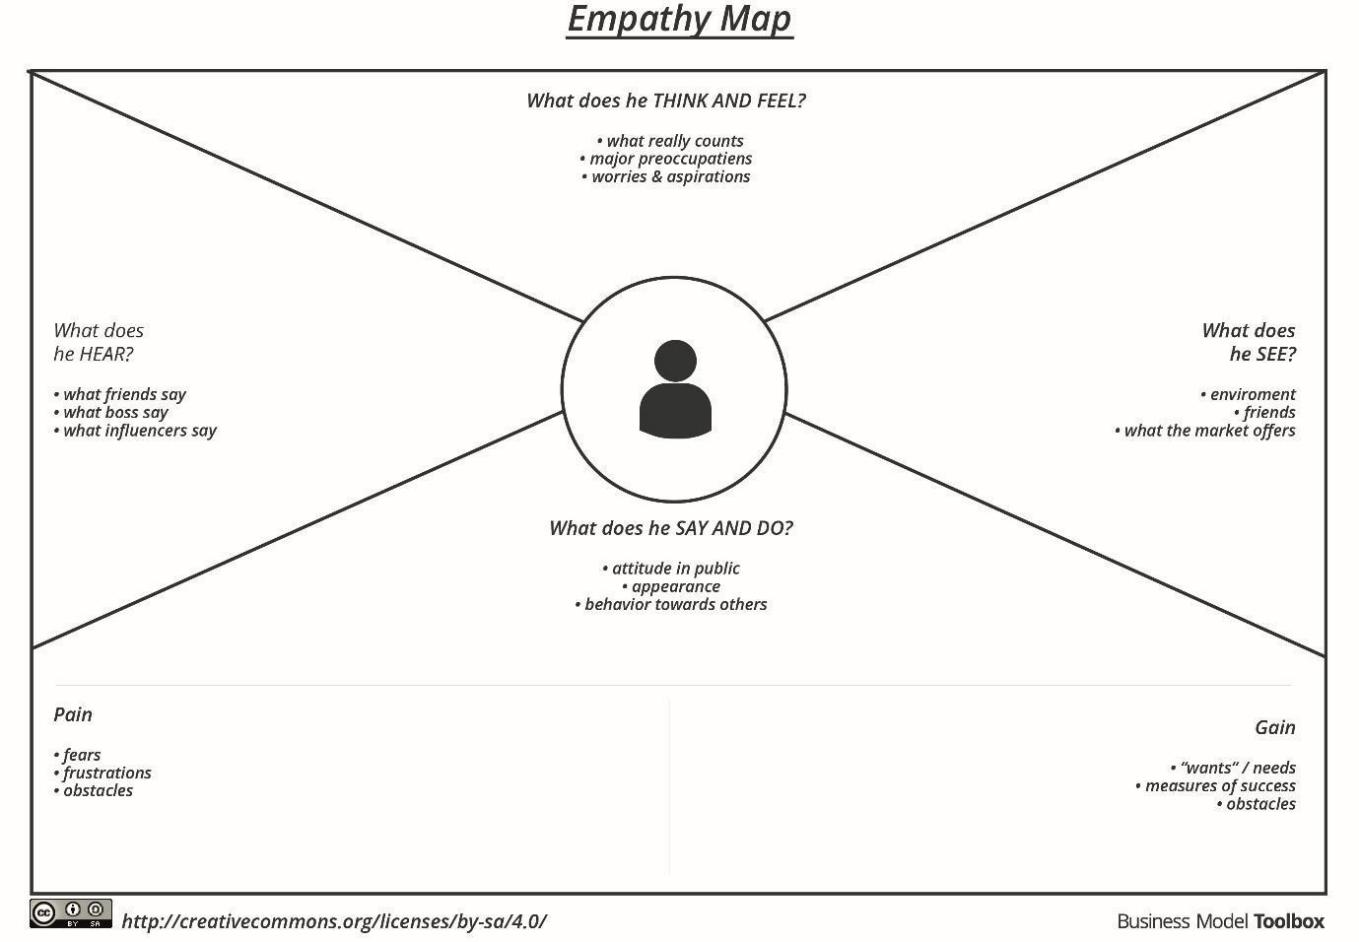 Empathy Map
What does he THINK AND FEEL?
• what really counts
• major preoccupatiens
• worries & aspirations
What does
he HEAR?
• what friends say
• what boss say
• what influencers say
What does
he SEE?
• enviroment
• friends
• what the market offers
What does he SAY AND DO?
• attitude in public
• appearance
• behavior towards others
Pain
• fears
• frustrations
• obstacles
Gain
• “wants” / needs
• measures of success
• obstacles
cc BY SA
http://creativecommons.org/licenses/by-sa/4.0/
Business Model Toolbox